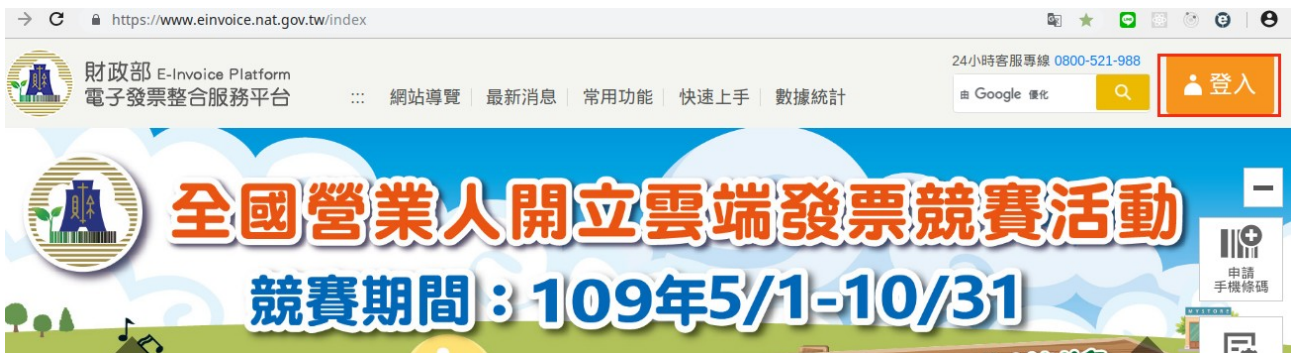 https://www.einvoice.nat.gov.tw/index
24小時客服專線 0800-521-988
財政部 E-Invoice Platform
電子發票整合服務平台
::: 網站導覽 最新消息 常用功能 快速上手 數據統計
由 Google 優化
登入
全國營業人開立雲端發票競賽活動
競賽期間：109年5/1-10/31
申請
手機條碼
MYSTORE